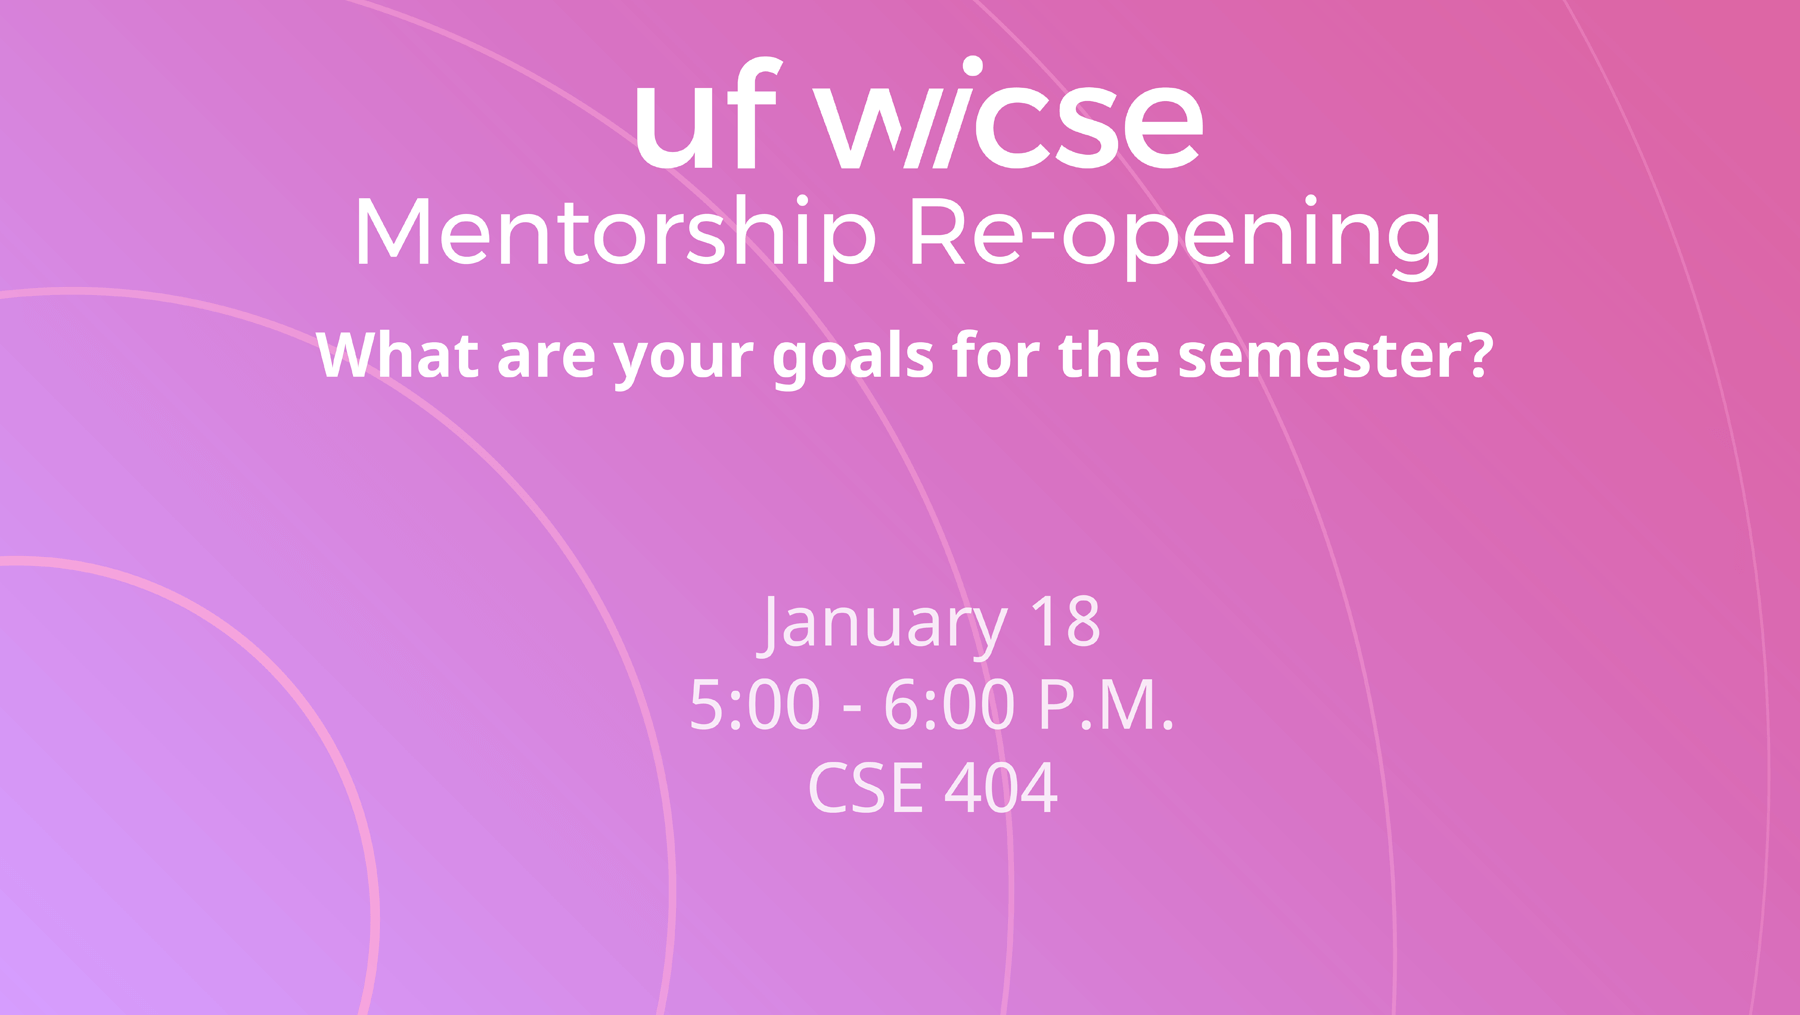 uf wicse
Mentorship Re-opening
What are your goals for the semester?
January 18
5:00 - 6:00 P.M.
CSE 404